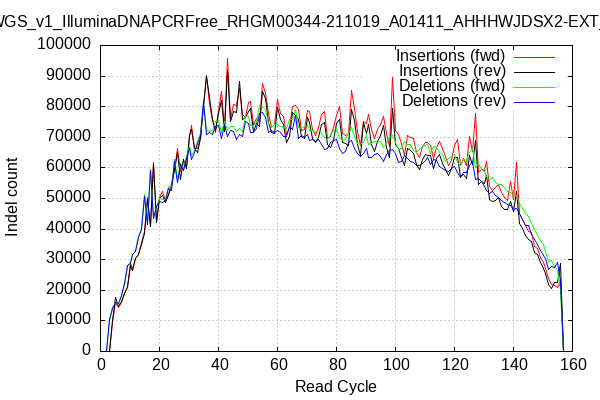 WGS_v1_IlluminaDNAPCRFree_RHGM00344-211019_A01411_AHHHWJDSX2-EXT_
Insertions (fwd)
Insertions (rev)
Deletions (fwd)
Deletions (rev)
Indel count
100000
90000
80000
70000
60000
50000
40000
30000
20000
10000
0
0 20 40 60 80 100 120 140 160
Read Cycle